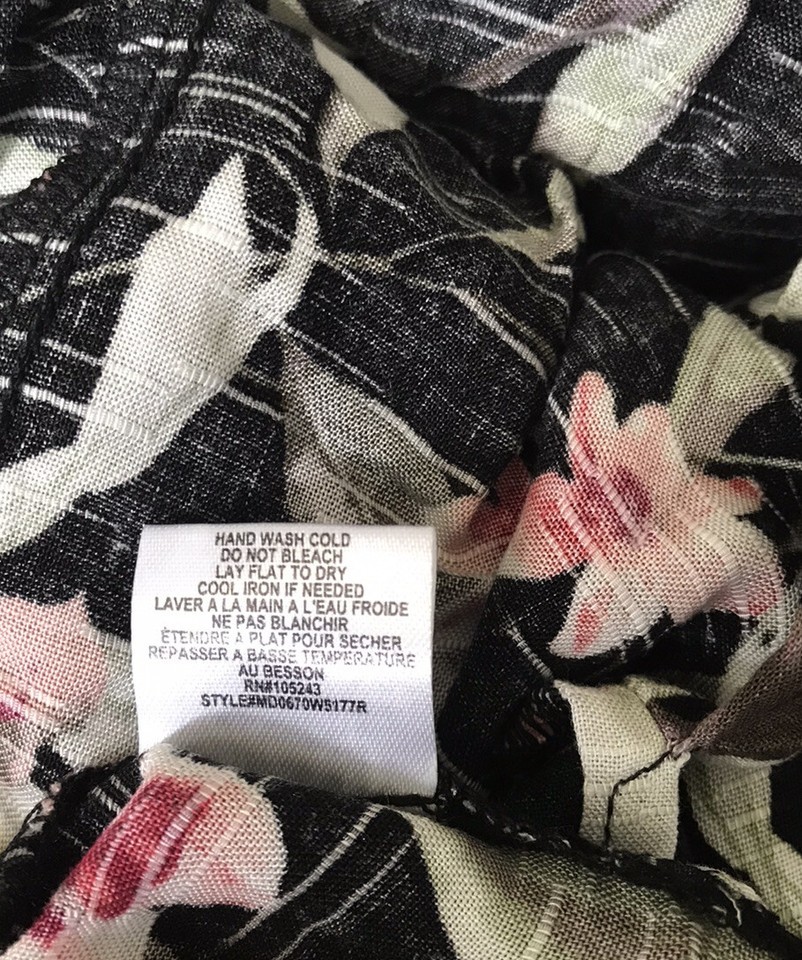 HAND WASH COLD
DO NOT BLEACH
LAY FLAT TO DRY
COOL IRON IF NEEDED
LAVER A LA MAIN A L'EAU FROIDE
NE PAS BLANCHIR
ÉTENDRE A PLAT POUR SECHER
REPASSER A BASSE TEMPERATURE
AU BESSON
RN#105243
STYLE#MD0670W5177R